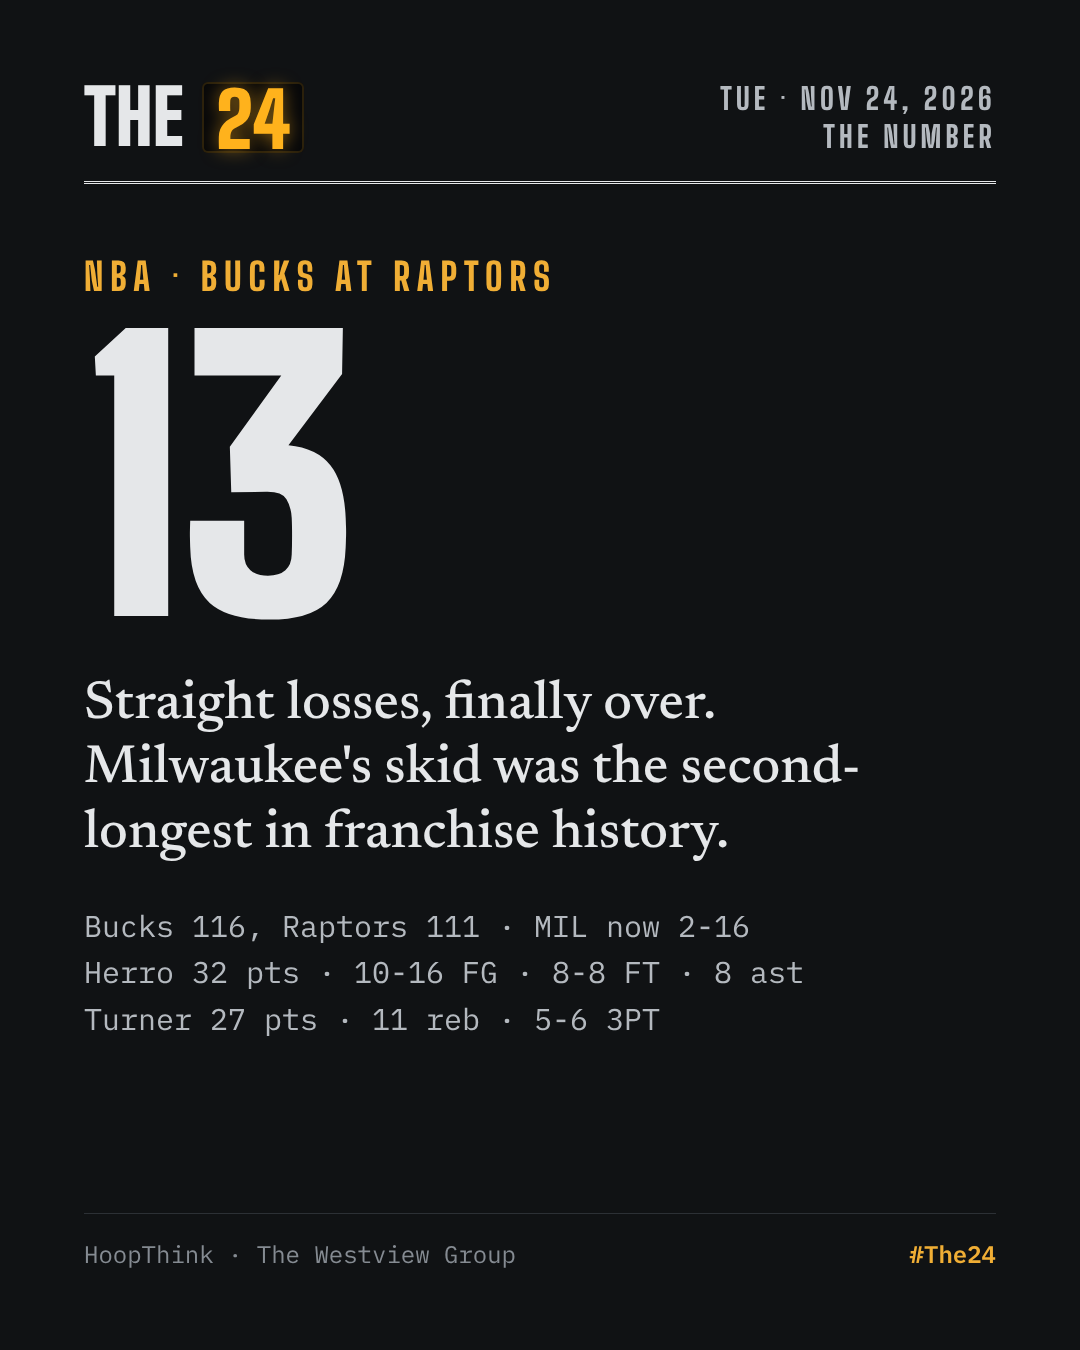 THE 24
TUE · NOV 24, 2026
THE NUMBER
NBA · BUCKS AT RAPTORS
13
Straight losses, finally over.
Milwaukee's skid was the second-
longest in franchise history.
Bucks 116, Raptors 111 · MIL now 2-16
Herro 32 pts · 10-16 FG · 8-8 FT · 8 ast
Turner 27 pts · 11 reb · 5-6 3PT
HoopThink · The Westview Group
#The24